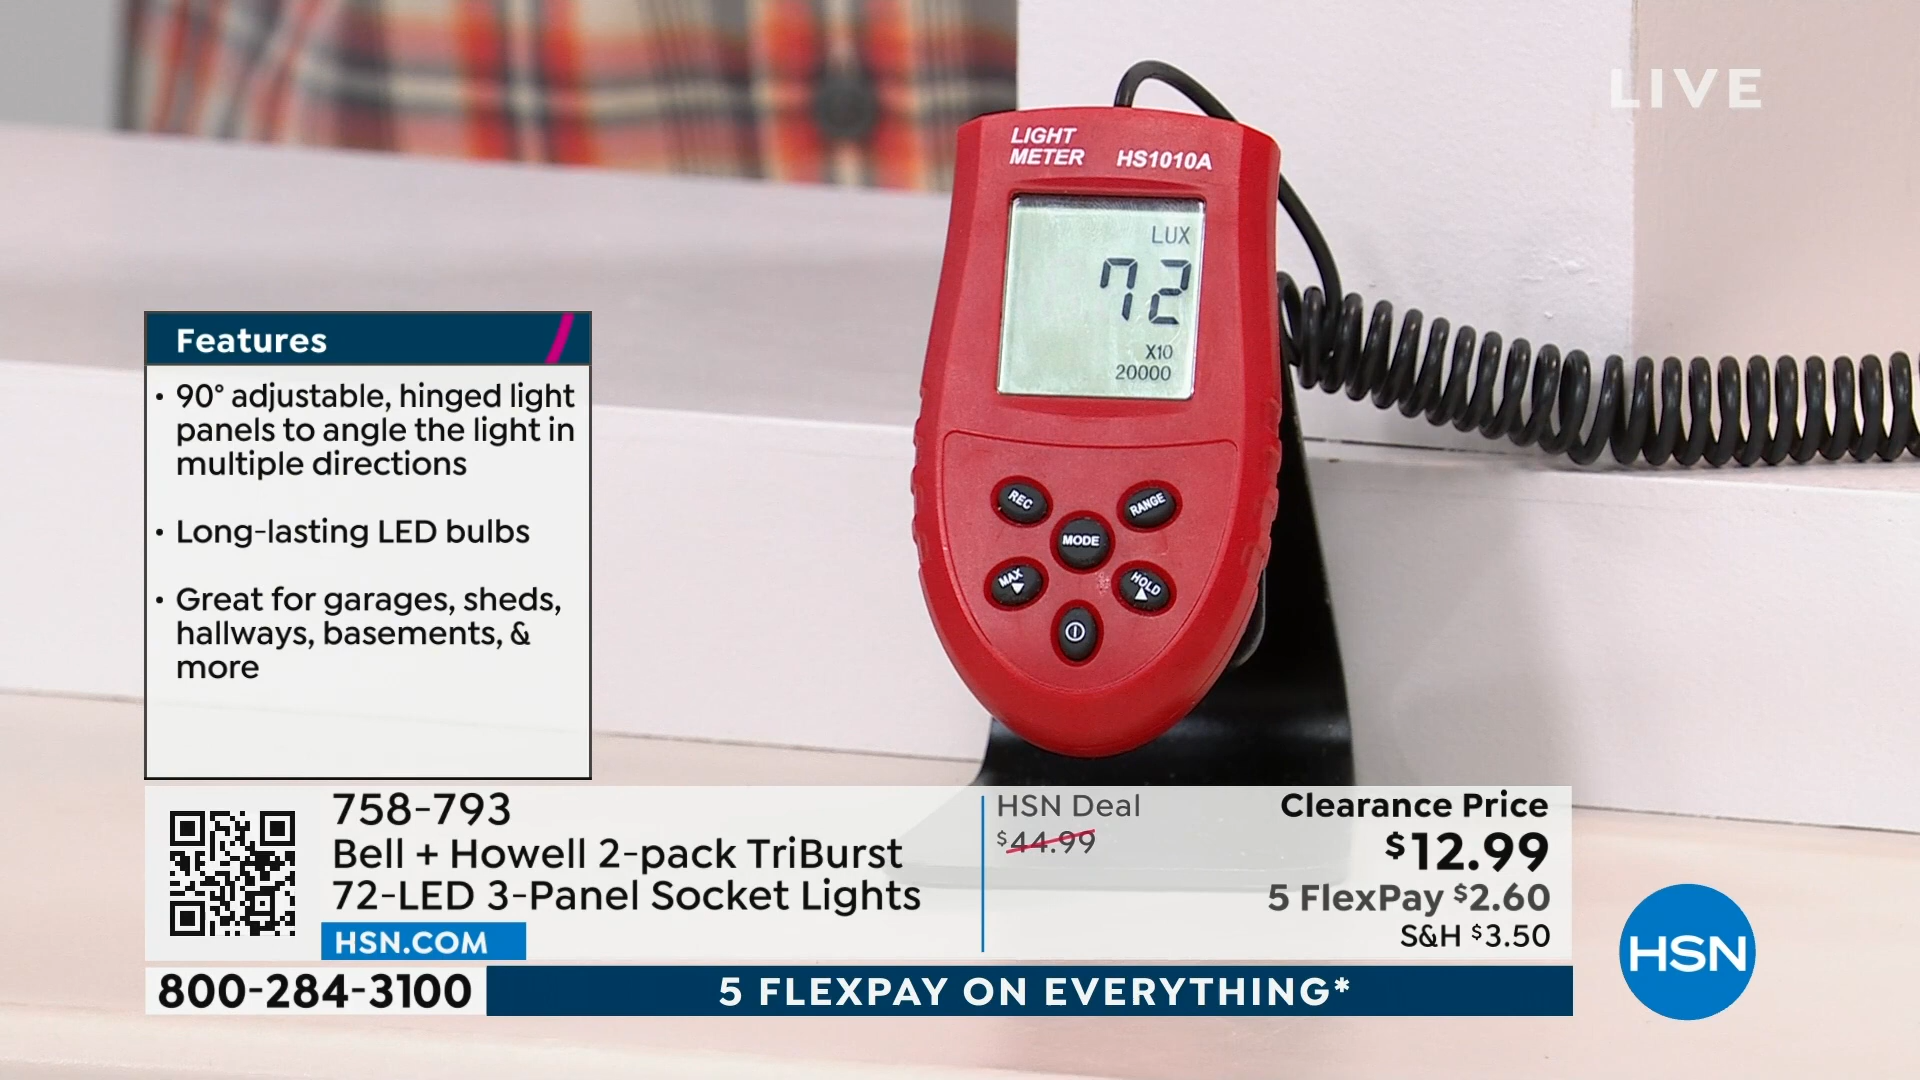 LIVE
LIGHT
METER HS1010A
LUX
72
X10
20000
REC
RANGE
MODE
MAX
HOLD
Features
• 90° adjustable, hinged light
panels to angle the light in
multiple directions
• Long-lasting LED bulbs
• Great for garages, sheds,
hallways, basements, &
more
758-793
Bell + Howell 2-pack TriBurst
72-LED 3-Panel Socket Lights
HSN.COM
HSN Deal
$44.99
Clearance Price
$12.99
5 FlexPay $2.60
S&H $3.50
800-284-3100
5 FLEXPAY ON EVERYTHING*
HSN